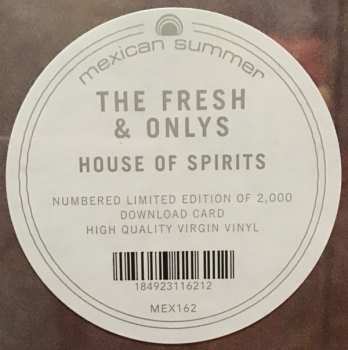 mexican summer
THE FRESH
& ONLYS
HOUSE OF SPIRITS
NUMBERED LIMITED EDITION OF 2,000
DOWNLOAD CARD
HIGH QUALITY VIRGIN VINYL
184923116212
MEX162